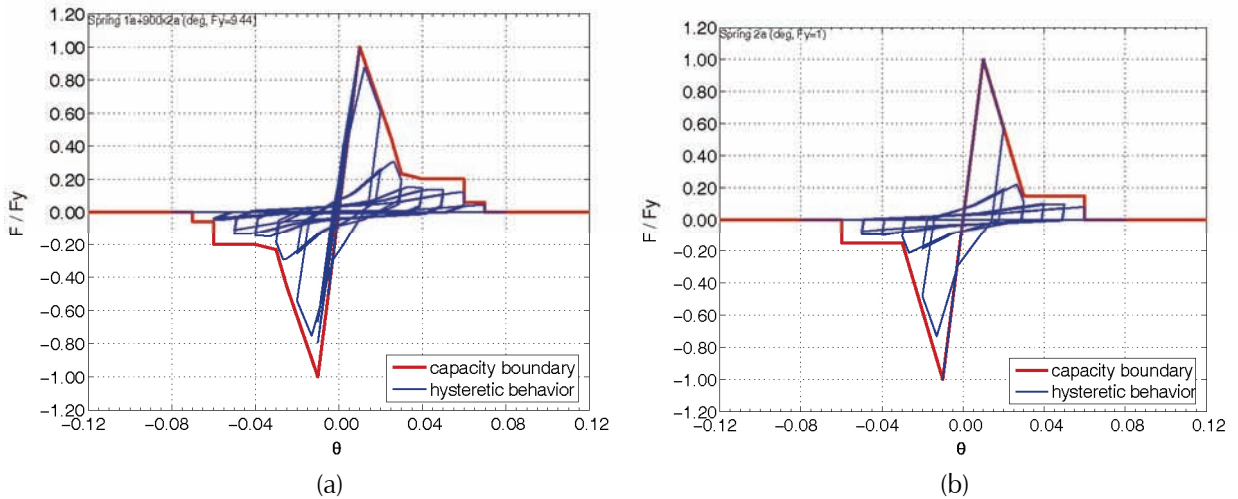 Spring 1a+900x2a (deg, Fy=9.44)
1.20
1.00
0.80
0.60
0.40
0.20
0.00
−0.20
−0.40
−0.60
−0.80
−1.00
−1.20
F / Fy
−0.12 −0.08 −0.04 0.00 0.04 0.08 0.12
θ
capacity boundary
hysteretic behavior
(a)
Spring 2a (deg, Fy=1)
1.20
1.00
0.80
0.60
0.40
0.20
0.00
−0.20
−0.40
−0.60
−0.80
−1.00
−1.20
F / Fy
−0.12 −0.08 −0.04 0.00 0.04 0.08 0.12
θ
capacity boundary
hysteretic behavior
(b)